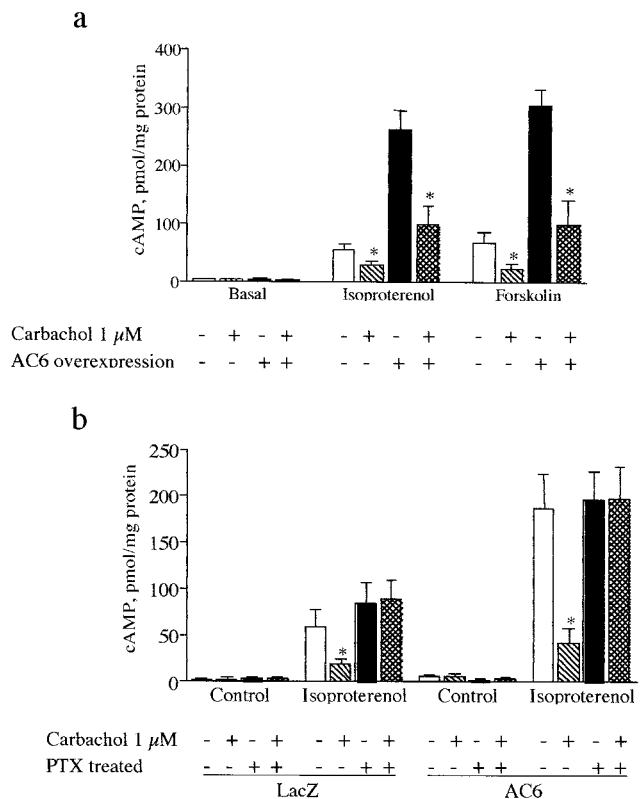 a
cAMP, pmol/mg protein
400
300
200
100
0
Basal Isoproterenol Forskolin
* * * *
Carbachol 1 µM - + - + - + - + - + - +
AC6 overexpression - - + + - - + + - - + +
b
cAMP, pmol/mg protein
250
200
150
100
50
0
* *
Control Isoproterenol Control Isoproterenol
Carbachol 1 µM - + - + - + - + - + - + - + - +
PTX treated - - + + - - + + - - + + - - + +
LacZ AC6